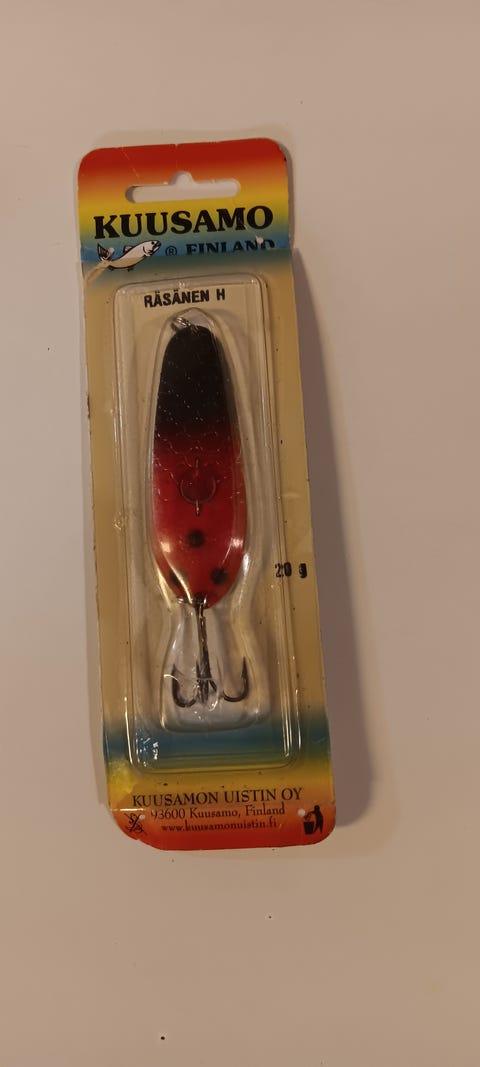 KUUSAMO
® FINLAND
RÄSÄNEN H
20 g
KUUSAMON UISTIN OY
93600 Kuusamo, Finland
www.kuusamonuistin.fi